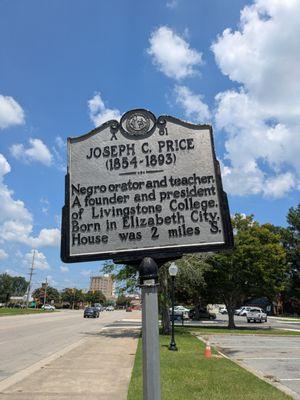 JOSEPH C. PRICE
(1854-1893)
Negro orator and teacher.
A founder and president
of Livingstone College.
Born in Elizabeth City.
House was 2 miles S.